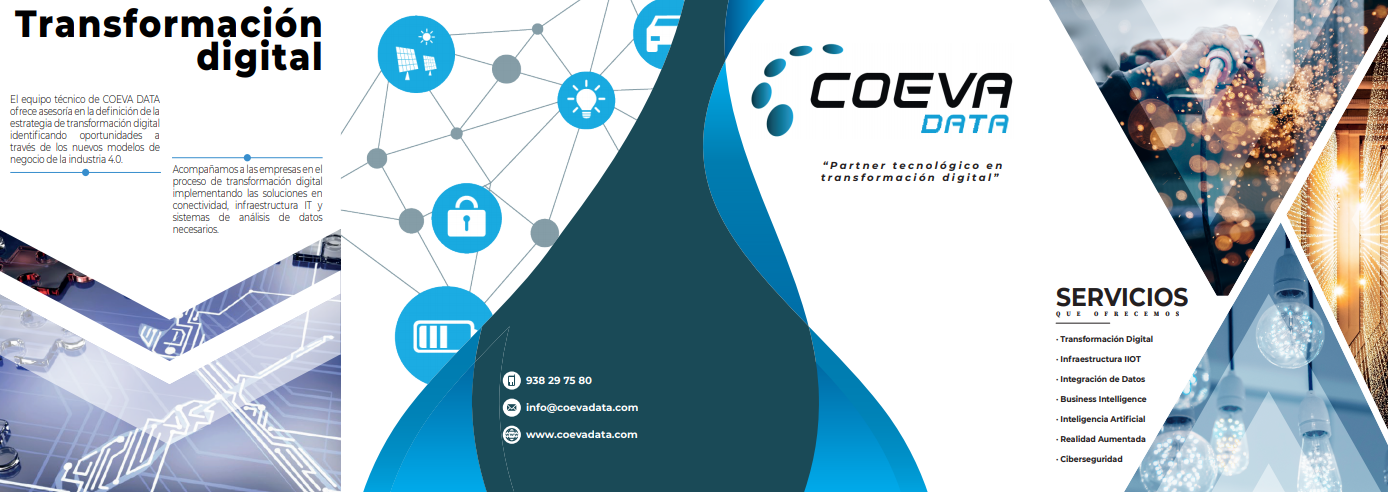 Transformación
digital
El equipo técnico de COEVA DATA
ofrece asesoría en la definición de la
estrategia de transformación digital
identificando oportunidades a
través de los nuevos modelos de
negocio de la industria 4.0.
Acompañamos a las empresas en el
proceso de transformación digital
implementando las soluciones en
conectividad, infraestructura IT y
sistemas de análisis de datos
necesarios.
938 29 75 80
info@coevadata.com
www.coevadata.com
COEVA
DATA
“Partner tecnológico en
transformación digital”
SERVICIOS
QUE OFRECEMOS
· Transformación Digital
· Infraestructura IIOT
· Integración de Datos
· Business Intelligence
· Inteligencia Artificial
· Realidad Aumentada
· Ciberseguridad